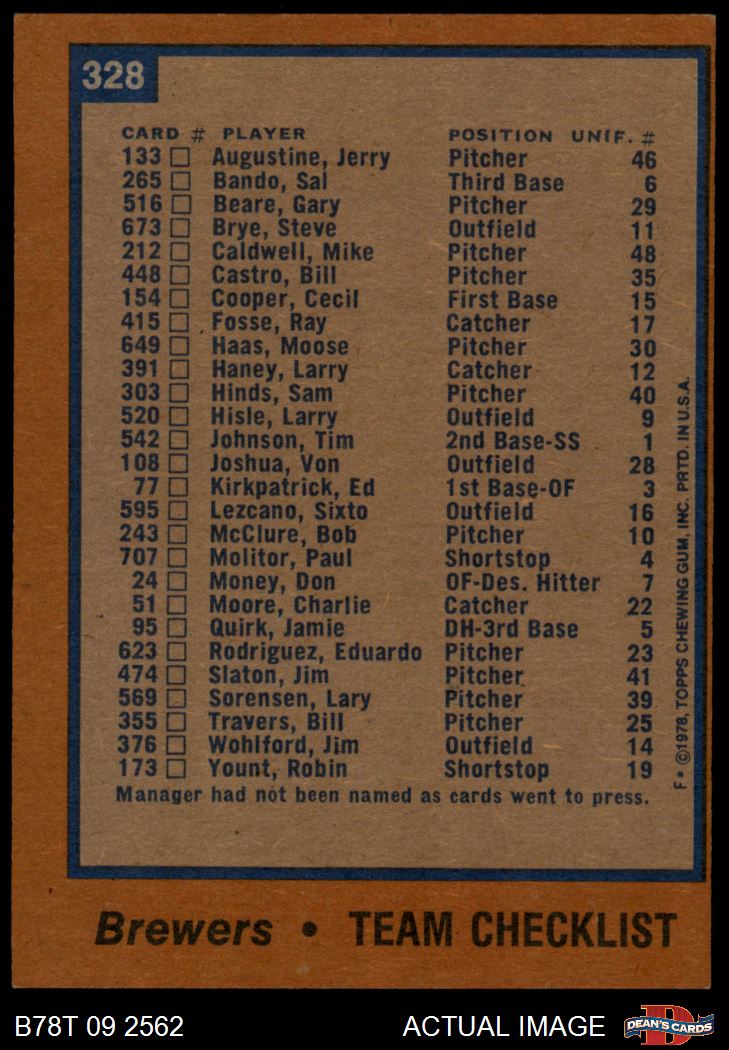 328
CARD # PLAYER POSITION UNIF. #
133 Augustine, Jerry Pitcher 46
265 Bando, Sal Third Base 6
516 Beare, Gary Pitcher 29
673 Brye, Steve Outfield 11
212 Caldwell, Mike Pitcher 48
448 Castro, Bill Pitcher 35
154 Cooper, Cecil First Base 15
415 Fosse, Ray Catcher 17
649 Haas, Moose Pitcher 30
391 Haney, Larry Catcher 12
303 Hinds, Sam Pitcher 40
520 Hisle, Larry Outfield 9
542 Johnson, Tim 2nd Base-SS 1
108 Joshua, Von Outfield 28
77 Kirkpatrick, Ed 1st Base-OF 3
595 Lezcano, Sixto Outfield 16
243 McClure, Bob Pitcher 10
707 Molitor, Paul Shortstop 4
24 Money, Don OF-Des. Hitter 7
51 Moore, Charlie Catcher 22
95 Quirk, Jamie DH-3rd Base 5
623 Rodriguez, Eduardo Pitcher 23
474 Slaton, Jim Pitcher 41
569 Sorensen, Lary Pitcher 39
355 Travers, Bill Pitcher 25
376 Wohlford, Jim Outfield 14
173 Yount, Robin Shortstop 19
Manager had not been named as cards went to press.
F* ©1978, TOPPS CHEWING GUM, INC. PRTD. IN U.S.A.
Brewers • TEAM CHECKLIST
B78T 09 2562 ACTUAL IMAGE
D
DEAN'S CARDS